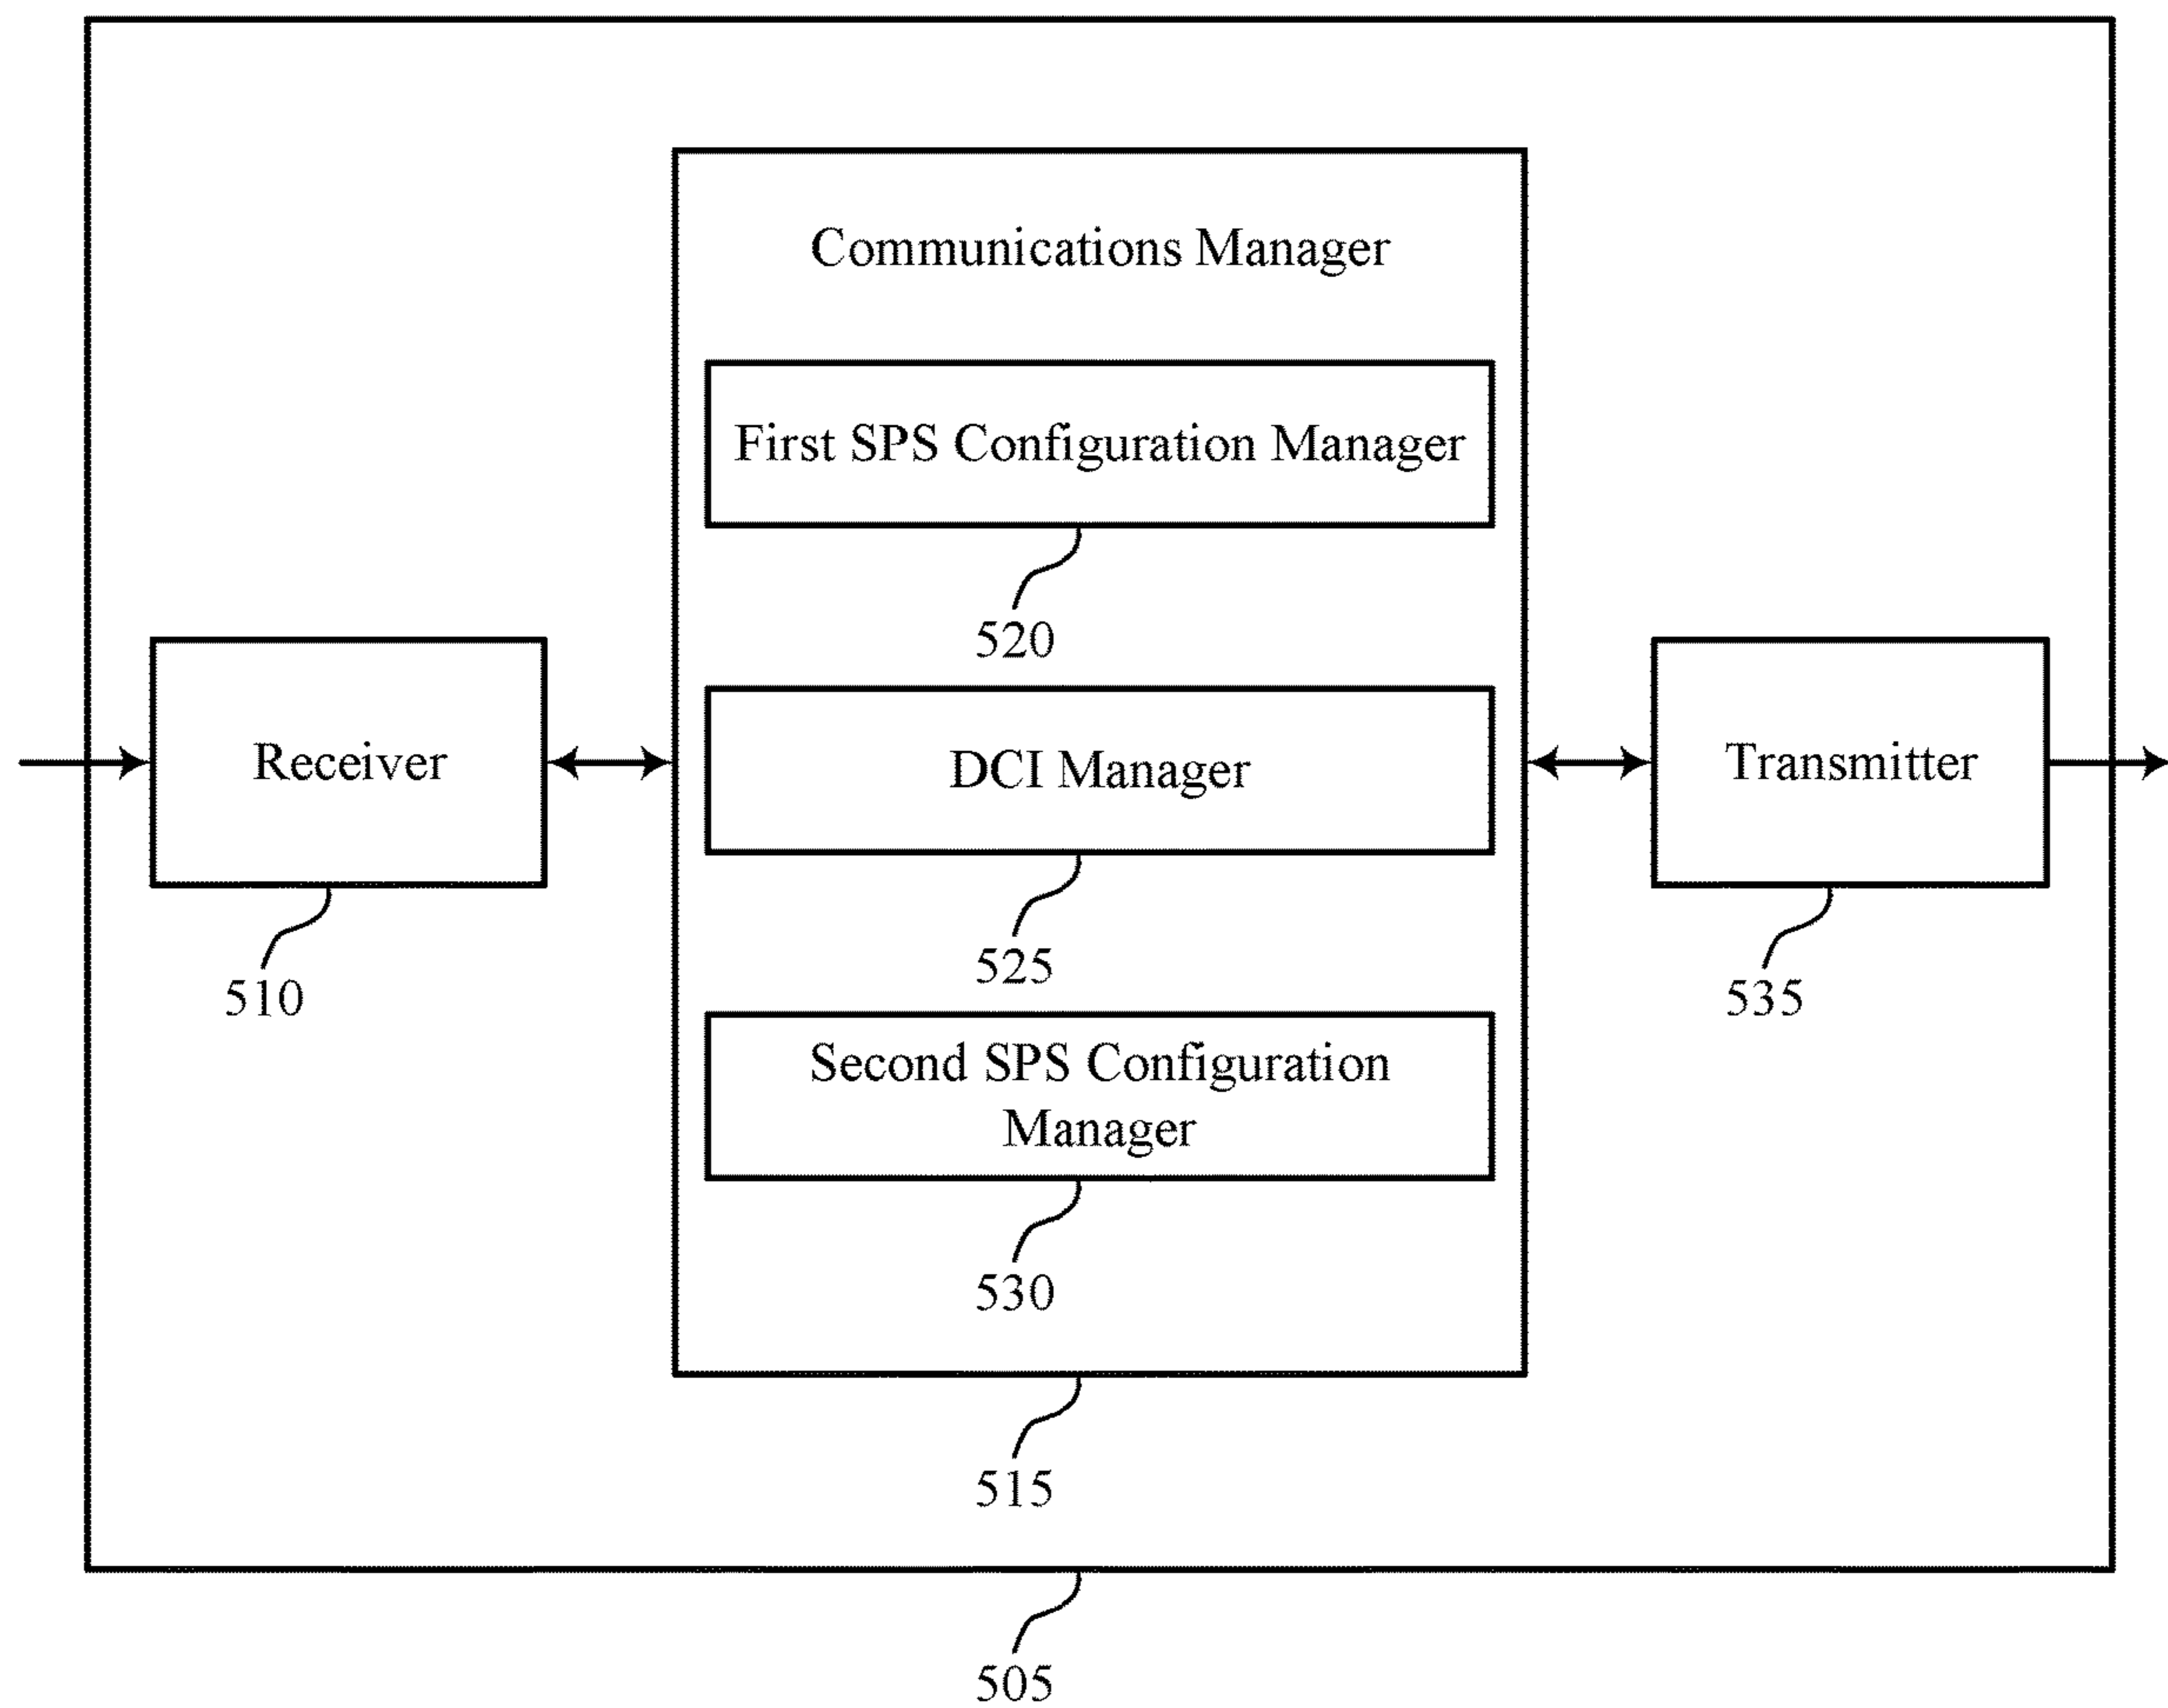 Communications Manager
First SPS Configuration Manager
520
Receiver
510
DCI Manager
525
Transmitter
535
Second SPS Configuration
Manager
530
515
505